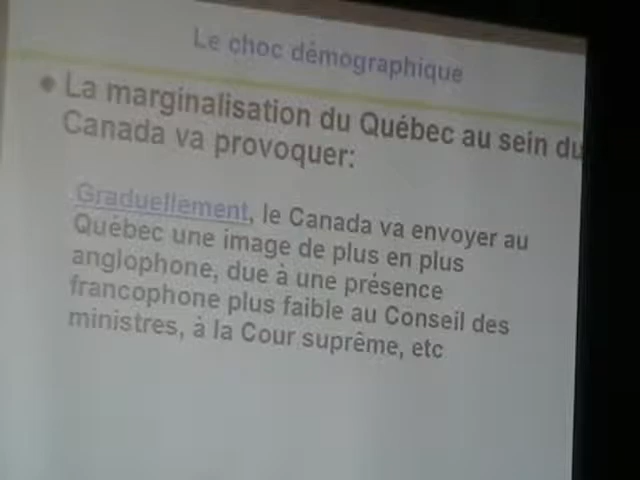 Le choc démographique
• La marginalisation du Québec au sein du
Canada va provoquer:
Graduellement, le Canada va envoyer au
Québec une image de plus en plus
anglophone, due à une présence
francophone plus faible au Conseil des
ministres, à la Cour suprême, etc